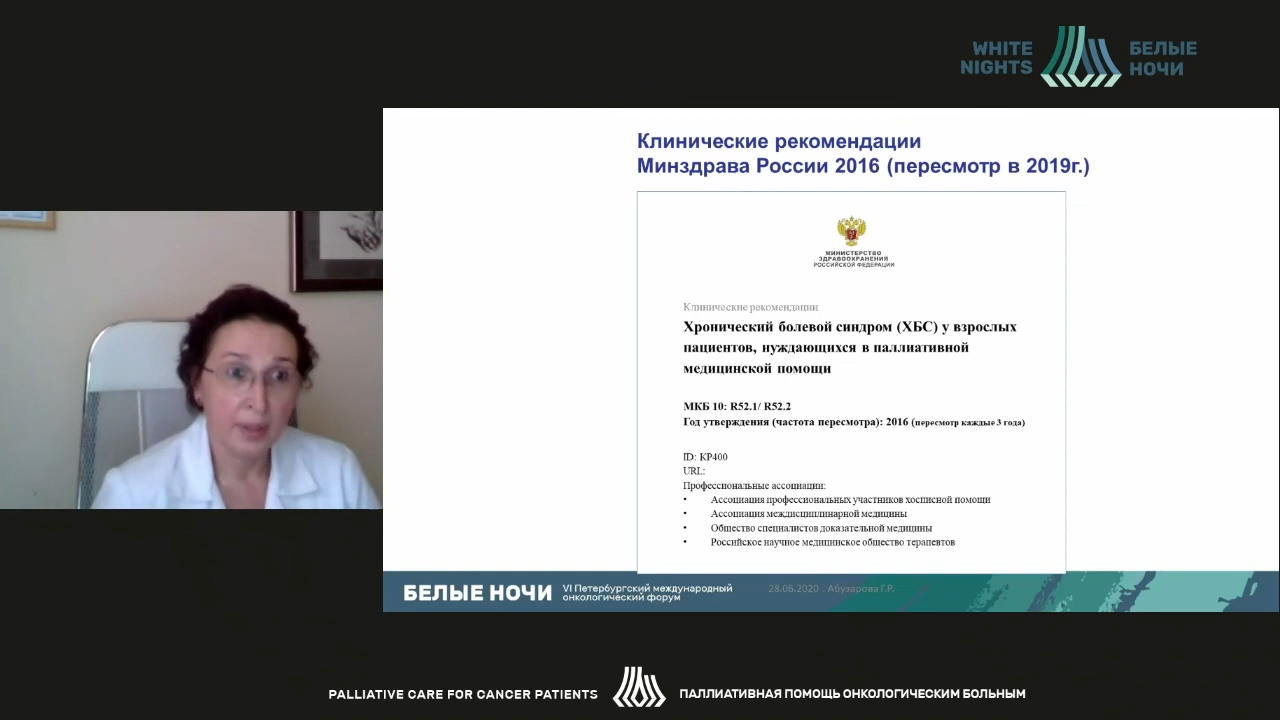 WHITE
NIGHTS
БЕЛЫЕ
НОЧИ
Клинические рекомендации
Минздрава России 2016 (пересмотр в 2019г.)
МИНИСТЕРСТВО
ЗДРАВООХРАНЕНИЯ
РОССИЙСКОЙ ФЕДЕРАЦИИ
Клинические рекомендации
Хронический болевой синдром (ХБС) у взрослых
пациентов, нуждающихся в паллиативной
медицинской помощи
МКБ 10: R52.1/ R52.2
Год утверждения (частота пересмотра): 2016 (пересмотр каждые 3 года)
ID: КР400
URL:
Профессиональные ассоциации:
• Ассоциация профессиональных участников хосписной помощи
• Ассоциация междисциплинарной медицины
• Общество специалистов доказательной медицины
• Российское научное медицинское общество терапевтов
БЕЛЫЕ НОЧИ
VI Петербургский международный
онкологический форум
28.06.2020 . Абузарова Г.Р.
PALLIATIVE CARE FOR CANCER PATIENTS
ПАЛЛИАТИВНАЯ ПОМОЩЬ ОНКОЛОГИЧЕСКИМ БОЛЬНЫМ